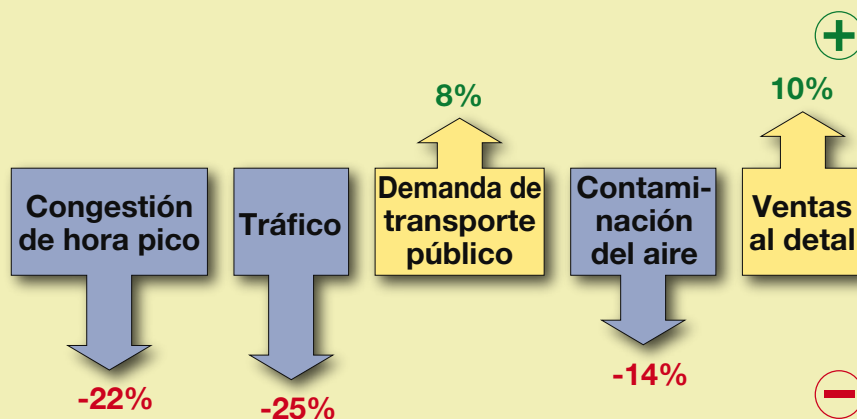 8%
10%
Congestión
de hora pico
Tráfico
Demanda de
transporte
público
Contami-
nación
del aire
Ventas
al detal
-22%
-25%
-14%